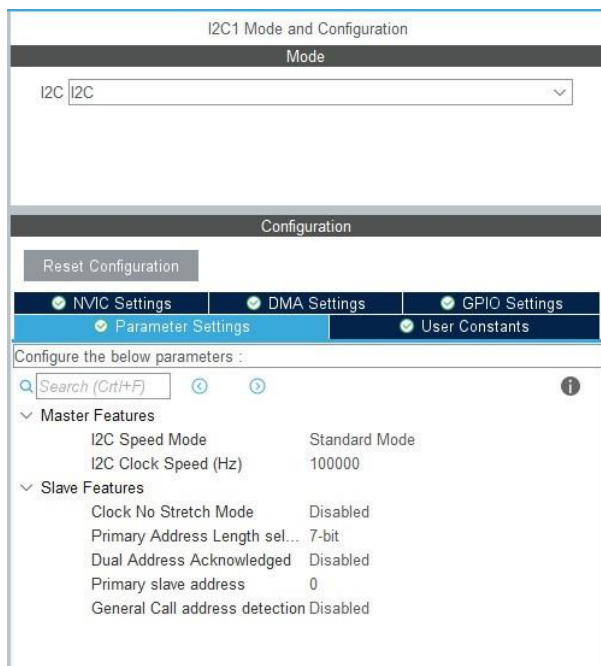 I2C1 Mode and Configuration
Mode
I2C I2C
Configuration
Reset Configuration
NVIC Settings DMA Settings GPIO Settings
Parameter Settings User Constants
Configure the below parameters :
Search (Crtl+F)
Master Features
I2C Speed Mode Standard Mode
I2C Clock Speed (Hz) 100000
Slave Features
Clock No Stretch Mode Disabled
Primary Address Length sel... 7-bit
Dual Address Acknowledged Disabled
Primary slave address 0
General Call address detection Disabled